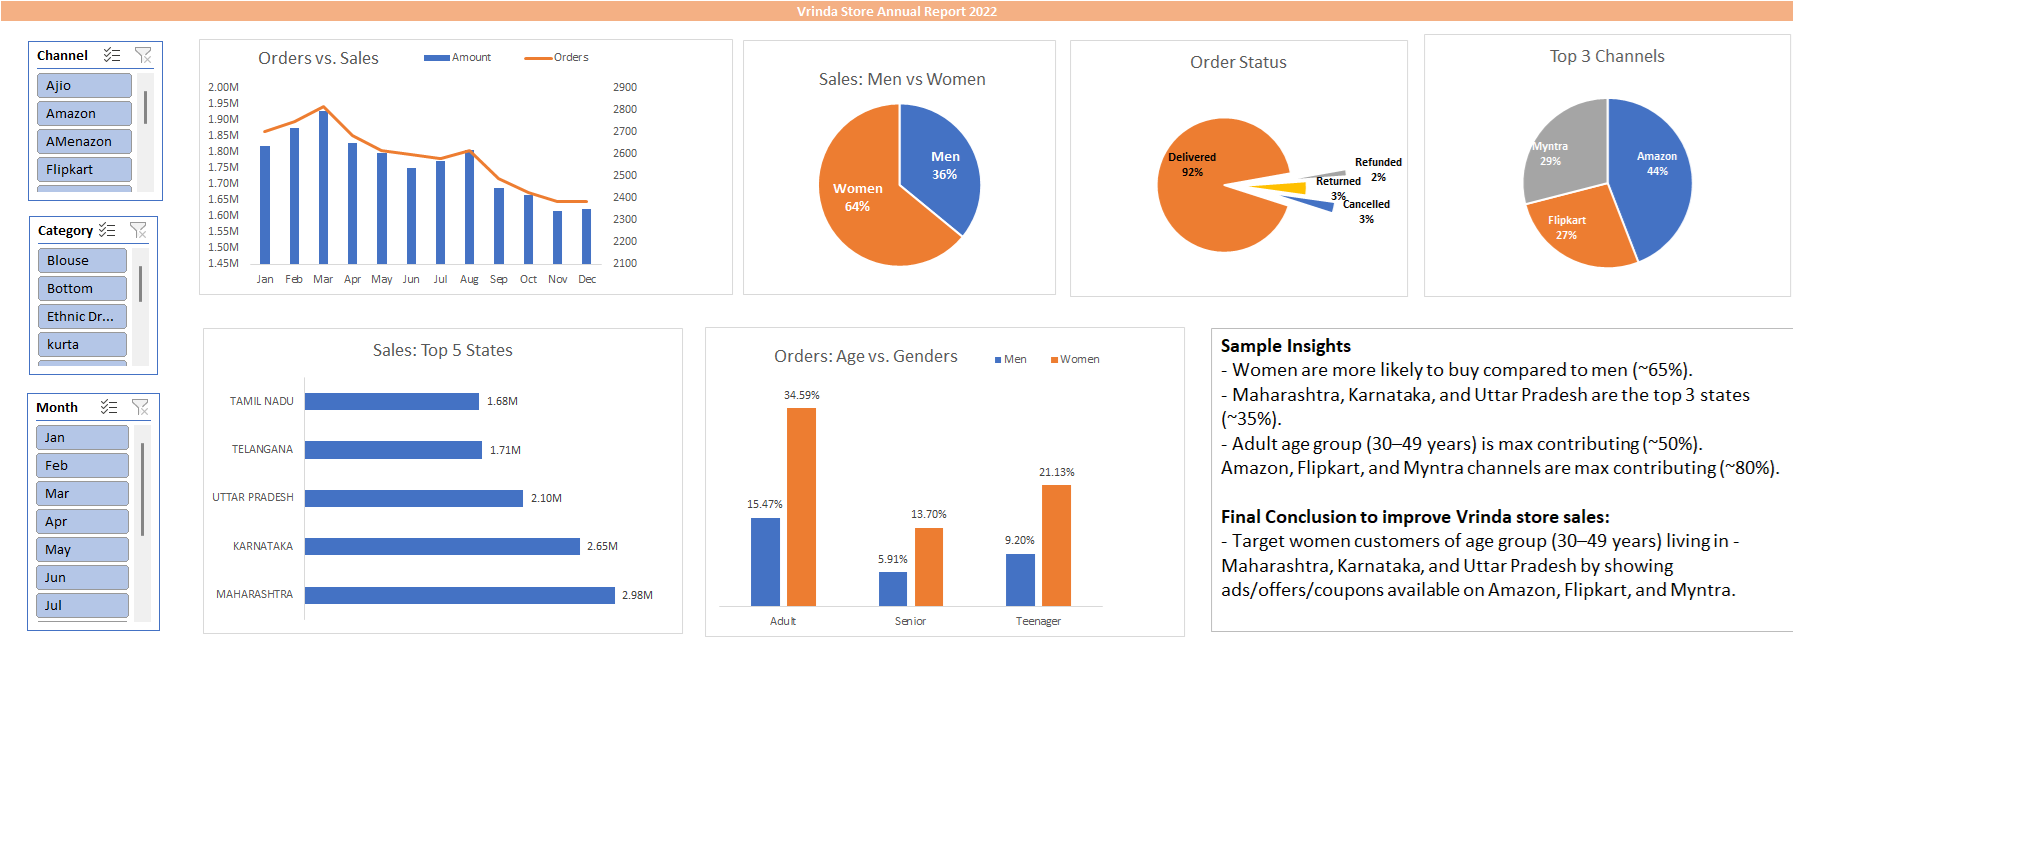 Vrinda Store Annual Report 2022
Channel
Ajio
Amazon
AMenazon
Flipkart
Category
Blouse
Bottom
Ethnic Dr...
kurta
Month
Jan
Feb
Mar
Apr
May
Jun
Jul
Orders vs. Sales
Amount
Orders
2.00M
1.95M
1.90M
1.85M
1.80M
1.75M
1.70M
1.65M
1.60M
1.55M
1.50M
1.45M
2900
2800
2700
2600
2500
2400
2300
2200
2100
Jan Feb Mar Apr May Jun Jul Aug Sep Oct Nov Dec
Sales: Men vs Women
Men
36%
Women
64%
Order Status
Delivered
92%
Refunded
2%
Returned
3%
Cancelled
3%
Top 3 Channels
Myntra
29%
Amazon
44%
Flipkart
27%
Sales: Top 5 States
TAMIL NADU 1.68M
TELANGANA 1.71M
UTTAR PRADESH 2.10M
KARNATAKA 2.65M
MAHARASHTRA 2.98M
Orders: Age vs. Genders
Men
Women
15.47%
34.59%
5.91%
13.70%
9.20%
21.13%
Adult Senior Teenager
Sample Insights
- Women are more likely to buy compared to men (~65%).
- Maharashtra, Karnataka, and Uttar Pradesh are the top 3 states
(~35%).
- Adult age group (30–49 years) is max contributing (~50%).
Amazon, Flipkart, and Myntra channels are max contributing (~80%).
Final Conclusion to improve Vrinda store sales:
- Target women customers of age group (30–49 years) living in -
Maharashtra, Karnataka, and Uttar Pradesh by showing
ads/offers/coupons available on Amazon, Flipkart, and Myntra.